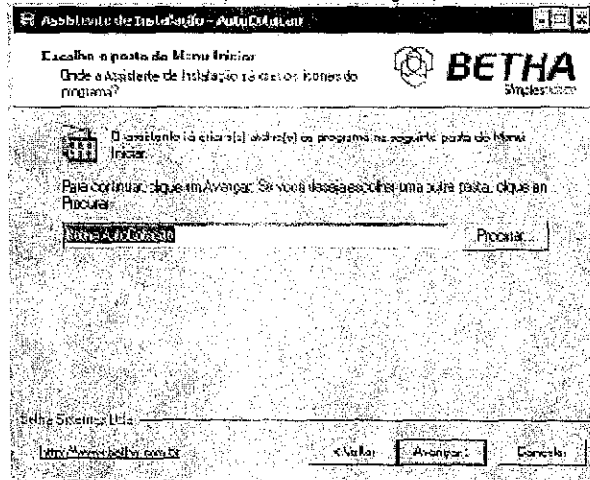 Assistente de Instalação - AutoCotação
Escolha a pasta do Menu Iniciar
Onde o Assistente de Instalação irá criar os ícones do
programa?
BETHA
O assistente irá criar o(s) atalho(s) do programa na seguinte pasta do Menu
Iniciar.
Para continuar, clique em Avançar. Se você deseja escolher uma outra pasta, clique em
Procurar.
Procurar...
Betha Sistemas Ltda
http://www.betha.com.br
< Voltar
Avançar >
Cancelar